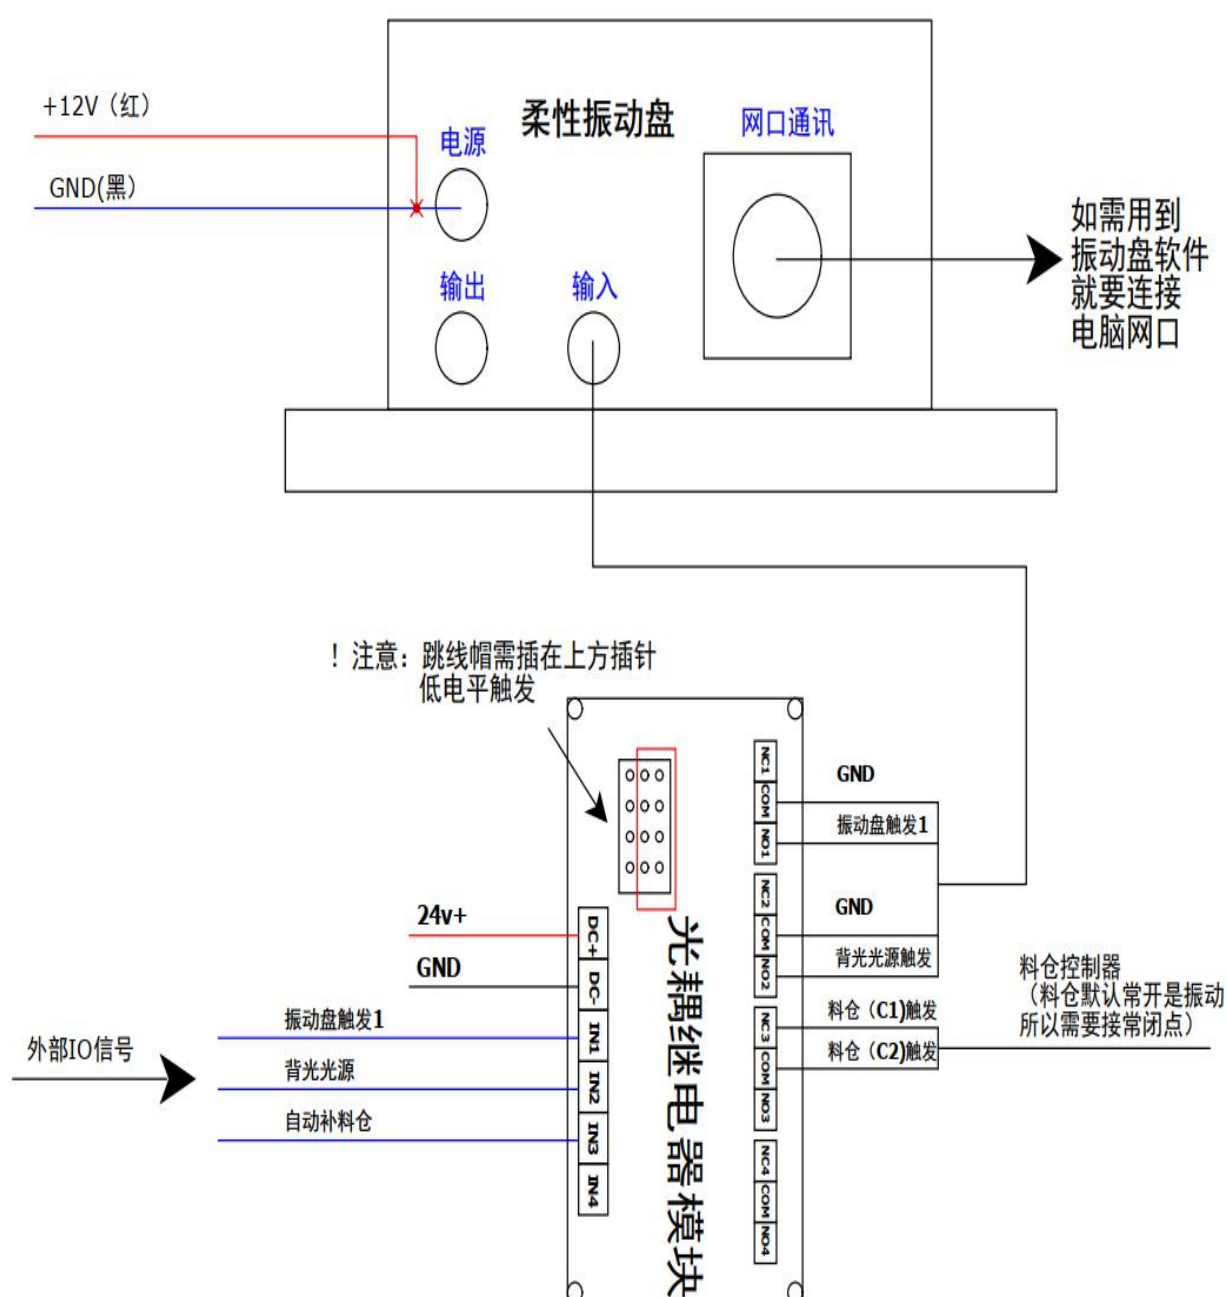 +12V（红）
GND(黑）
柔性振动盘
电源
网口通讯
输出
输入
如需用到
振动盘软件
就要连接
电脑网口
！注意：跳线帽需插在上方插针
低电平触发
NC1
COM
NO1
NC2
COM
NO2
NC3
COM
NO3
NC4
COM
NO4
GND
振动盘触发1
GND
背光光源触发
料仓（C1)触发
料仓（C2)触发
料仓控制器
（料仓默认常开是振动
所以需要接常闭点）
24v+
GND
DC+
DC-
IN1
IN2
IN3
IN4
振动盘触发1
背光光源
自动补料仓
外部IO信号
光耦继电器模块